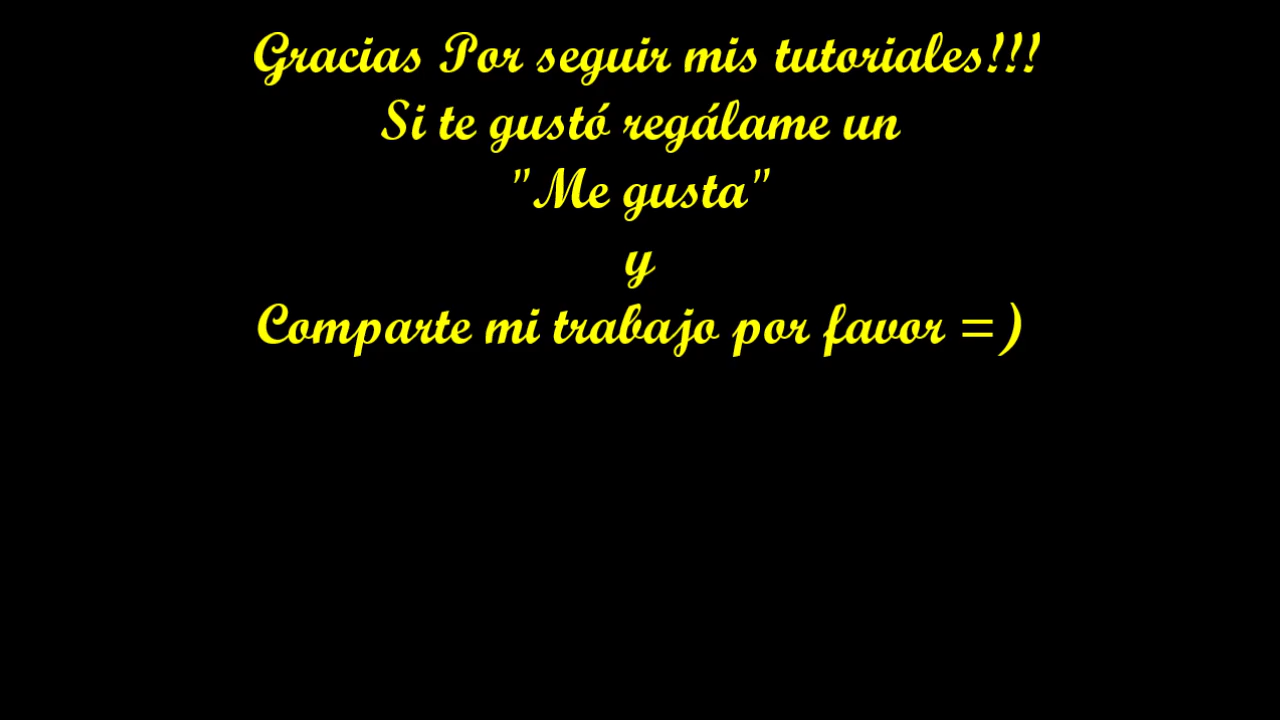 Gracias Por seguir mis tutoriales!!!
Si te gustó regálame un
"Me gusta"
y
Comparte mi trabajo por favor =)